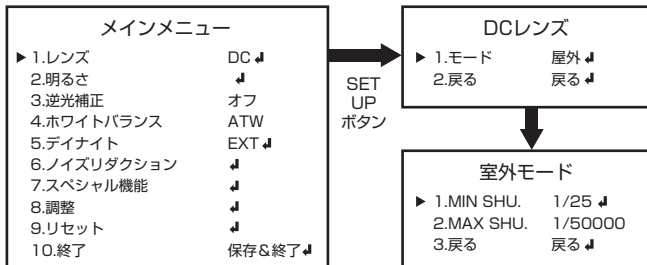 メインメニュー
▶ 1.レンズ DC ↲
2.明るさ ↲
3.逆光補正 オフ
4.ホワイトバランス ATW
5.デイナイト EXT ↲
6.ノイズリダクション ↲
7.スペシャル機能 ↲
8.調整 ↲
9.リセット ↲
10.終了 保存&終了↲
SET
UP
ボタン
DCレンズ
▶ 1.モード 屋外 ↲
2.戻る 戻る ↲
室外モード
▶ 1.MIN SHU. 1/25 ↲
2.MAX SHU. 1/50000
3.戻る 戻る ↲